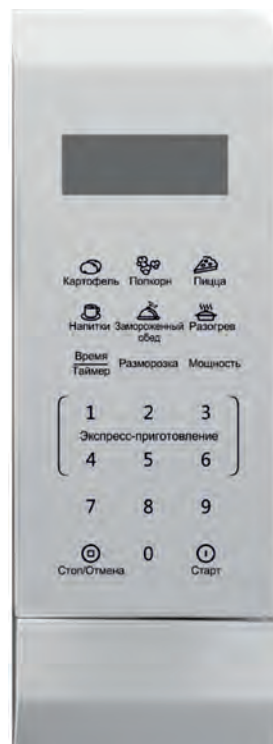 Картофель Попкорн Пицца
Напитки Замороженный обед Разогрев
Время Таймер Разморозка Мощность
1 2 3
Экспресс-приготовление
4 5 6
7 8 9
0
Стоп/Отмена Старт